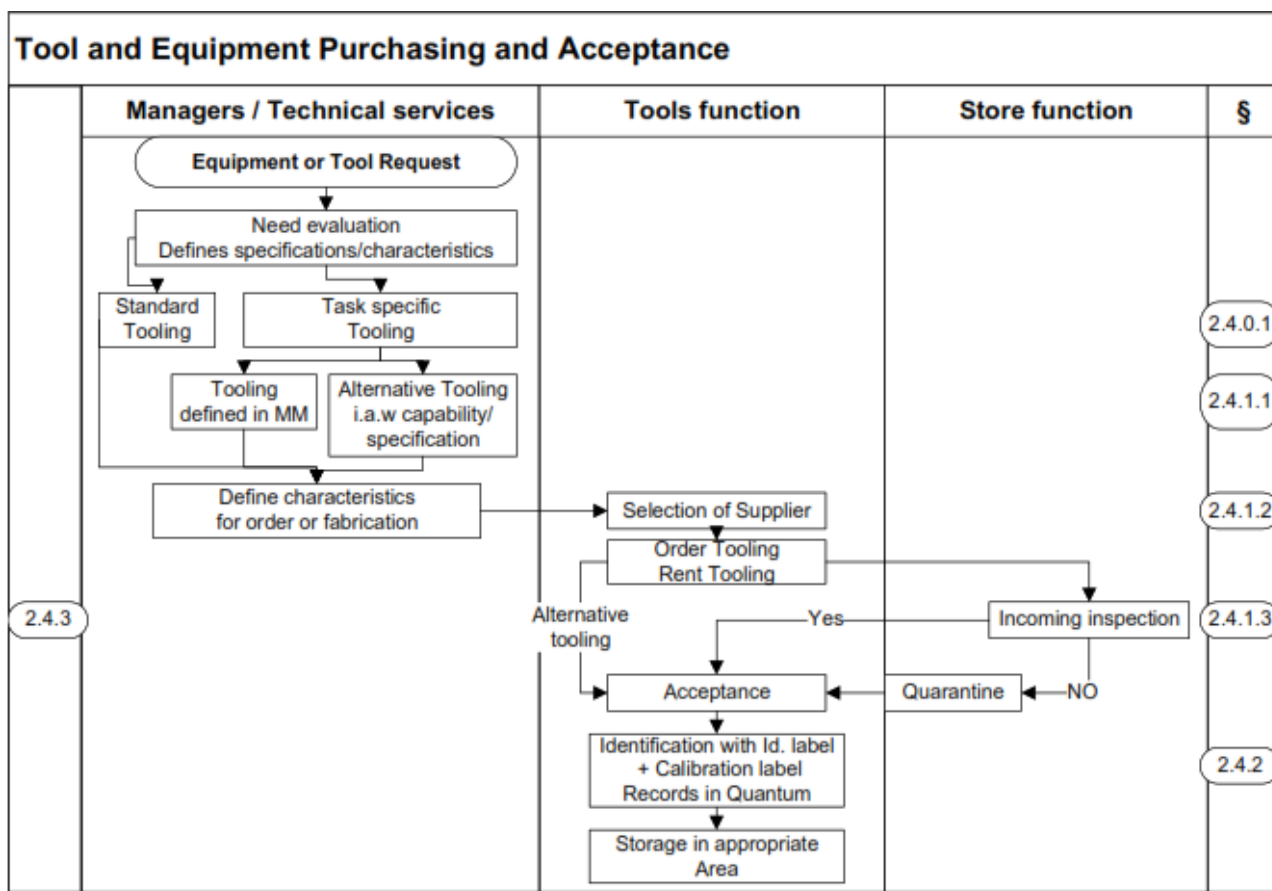 Tool and Equipment Purchasing and Acceptance
Managers / Technical services
Tools function
Store function
§
Equipment or Tool Request
Need evaluation
Defines specifications/characteristics
Standard
Tooling
Task specific
Tooling
2.4.0.1
Tooling
defined in MM
Alternative Tooling
i.a.w capability/
specification
2.4.1.1
Define characteristics
for order or fabrication
Selection of Supplier
2.4.1.2
Order Tooling
Rent Tooling
2.4.3
Alternative
tooling
Yes
Incoming inspection
2.4.1.3
Acceptance
Quarantine
NO
Identification with Id. label
+ Calibration label
Records in Quantum
2.4.2
Storage in appropriate
Area